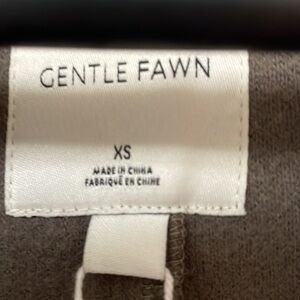 GENTLE FAWN
XS
MADE IN CHINA
FABRIQUÉ EN CHINE